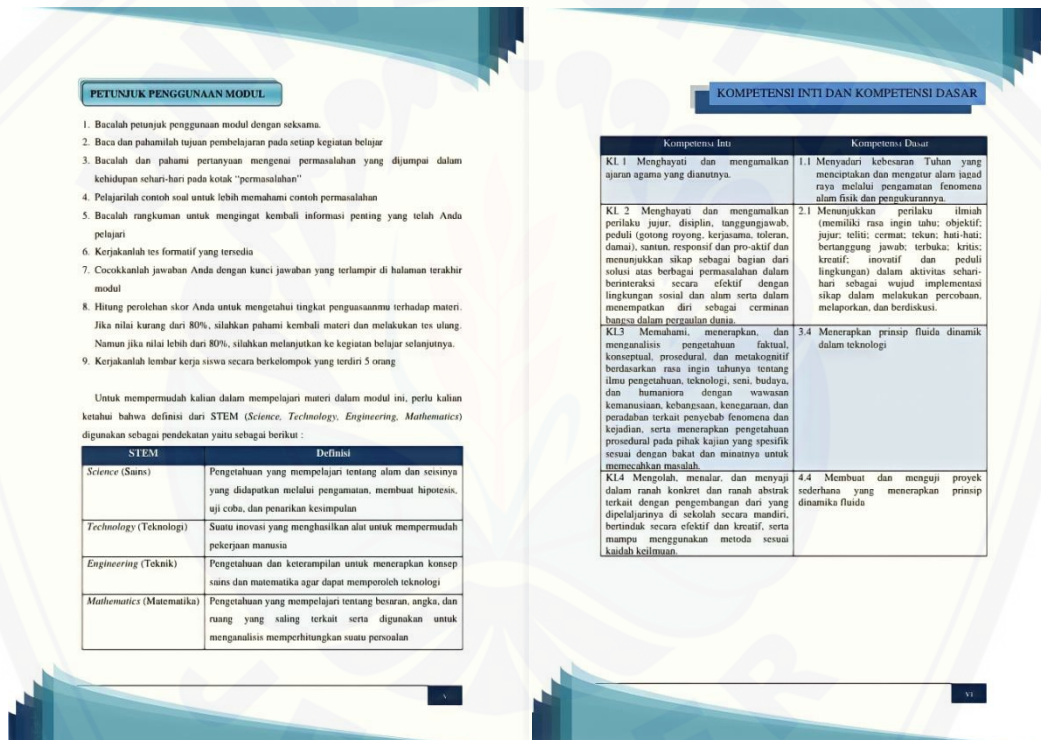 PETUNJUK PENGGUNAAN MODUL
1. Bacalah petunjuk penggunaan modul dengan seksama.
2. Baca dan pahamilah tujuan pembelajaran pada setiap kegiatan belajar
3. Bacalah dan pahami pertanyaan mengenai permasalahan yang dijumpai dalam
kehidupan sehari-hari pada kotak “permasalahan”
4. Pelajarilah contoh soal untuk lebih memahami contoh permasalahan
5. Bacalah rangkuman untuk mengingat kembali informasi penting yang telah Anda
pelajari
6. Kerjakanlah tes formatif yang tersedia
7. Cocokkanlah jawaban Anda dengan kunci jawaban yang terlampir di halaman terakhir
modul
8. Hitung perolehan skor Anda untuk mengetahui tingkat penguasaanmu terhadap materi.
Jika nilai kurang dari 80%, silahkan pahami kembali materi dan melakukan tes ulang.
Namun jika nilai lebih dari 80%, silahkan melanjutkan ke kegiatan belajar selanjutnya.
9. Kerjakanlah lembar kerja siswa secara berkelompok yang terdiri 5 orang
Untuk mempermudah kalian dalam mempelajari materi dalam modul ini, perlu kalian
ketahui bahwa definisi dari STEM (Science, Technology, Engineering, Mathematics)
digunakan sebagai pendekatan yaitu sebagai berikut :
STEM Definisi
Science (Sains) Pengetahuan yang mempelajari tentang alam dan seisinya
yang didapatkan melalui pengamatan, membuat hipotesis,
uji coba, dan penarikan kesimpulan
Technology (Teknologi) Suatu inovasi yang menghasilkan alat untuk mempermudah
pekerjaan manusia
Engineering (Teknik) Pengetahuan dan keterampilan untuk menerapkan konsep
sains dan matematika agar dapat memperoleh teknologi
Mathematics (Matematika) Pengetahuan yang mempelajari tentang besaran, angka, dan
ruang yang saling terkait serta digunakan untuk
menganalisis memperhitungkan suatu persoalan
v
KOMPETENSI INTI DAN KOMPETENSI DASAR
Kompetensi Inti Kompetensi Dasar
KI. 1 Menghayati dan mengamalkan
ajaran agama yang dianutnya.
1.1 Menyadari kebesaran Tuhan yang
menciptakan dan mengatur alam jagad
raya melalui pengamatan fenomena
alam fisik dan pengukurannya.
KI. 2 Menghayati dan mengamalkan
perilaku jujur, disiplin, tanggungjawab,
peduli (gotong royong, kerjasama, toleran,
damai), santun, responsif dan pro-aktif dan
menunjukkan sikap sebagai bagian dari
solusi atas berbagai permasalahan dalam
berinteraksi secara efektif dengan
lingkungan sosial dan alam serta dalam
menempatkan diri sebagai cerminan
bangsa dalam pergaulan dunia.
2.1 Menunjukkan perilaku ilmiah
(memiliki rasa ingin tahu; objektif;
jujur; teliti; cermat; tekun; hati-hati;
bertanggung jawab; terbuka; kritis;
kreatif; inovatif dan peduli
lingkungan) dalam aktivitas sehari-
hari sebagai wujud implementasi
sikap dalam melakukan percobaan,
melaporkan, dan berdiskusi.
KI.3 Memahami, menerapkan, dan
menganalisis pengetahuan faktual,
konseptual, prosedural, dan metakognitif
berdasarkan rasa ingin tahunya tentang
ilmu pengetahuan, teknologi, seni, budaya,
dan humaniora dengan wawasan
kemanusiaan, kebangsaan, kenegaraan, dan
peradaban terkait penyebab fenomena dan
kejadian, serta menerapkan pengetahuan
prosedural pada pihak kajian yang spesifik
sesuai dengan bakat dan minatnya untuk
memecahkan masalah.
3.4 Menerapkan prinsip fluida dinamik
dalam teknologi
KI.4 Mengolah, menalar, dan menyaji
dalam ranah konkret dan ranah abstrak
terkait dengan pengembangan dari yang
dipelaljarinya di sekolah secara mandiri,
bertindak secara efektif dan kreatif, serta
mampu menggunakan metoda sesuai
kaidah keilmuan.
4.4 Membuat dan menguji proyek
sederhana yang menerapkan prinsip
dinamika fluida
vi